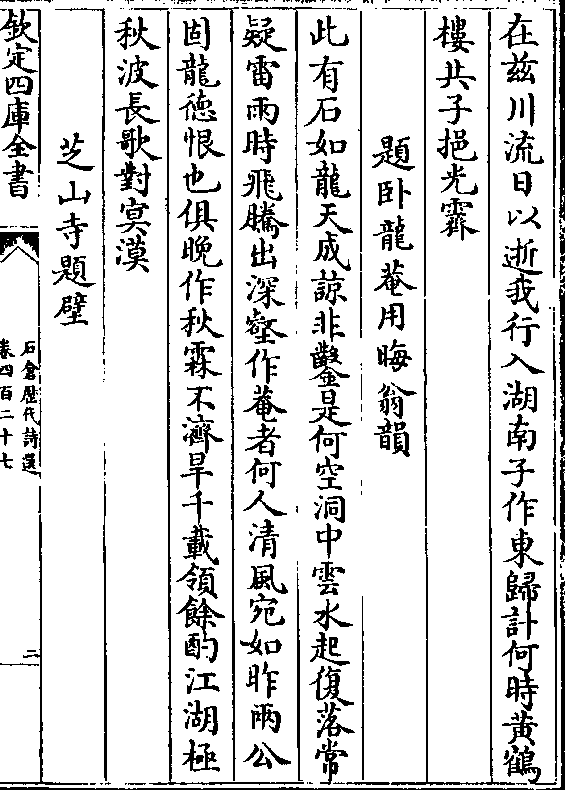 在兹川流日以逝我行入湖南子作東歸計何時黃鶴
樓共子挹光霽
題卧龍菴用晦翁韻
此有石如龍天成諒非鑿是何空洞中雲水起復落常
疑雷雨時飛騰出深壑作菴者何人清風宛如昨兩公
固龍德恨也俱晚作秋霖不濟旱千載領餘酌江湖極
秋波長歌對寞漠
芝山寺題壁
欽定四庫全書
石倉歷代詩選
卷四百二十七
二